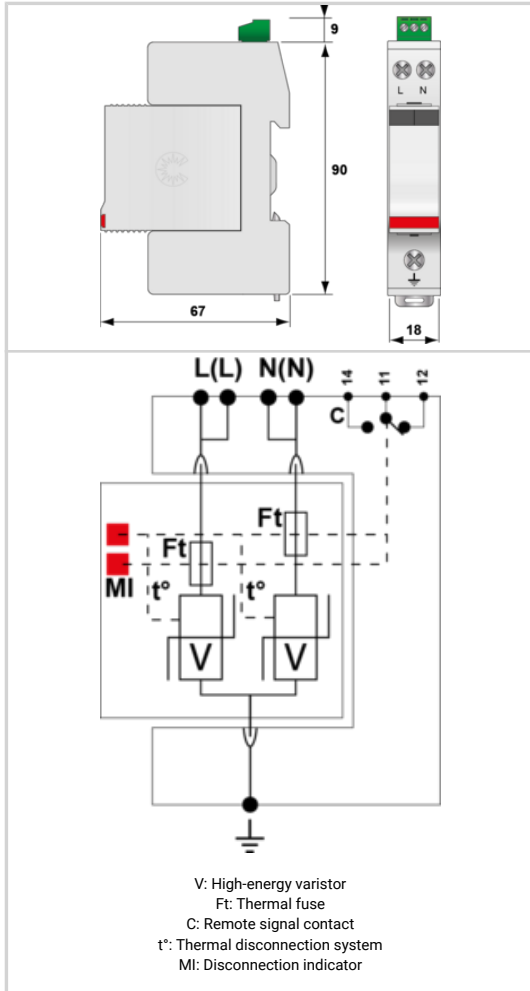 9
L N
90
67
18
L(L) N(N) 14 11 12
C
Ft
Ft
MI t° t°
V V
V: High-energy varistor
Ft: Thermal fuse
C: Remote signal contact
t°: Thermal disconnection system
MI: Disconnection indicator